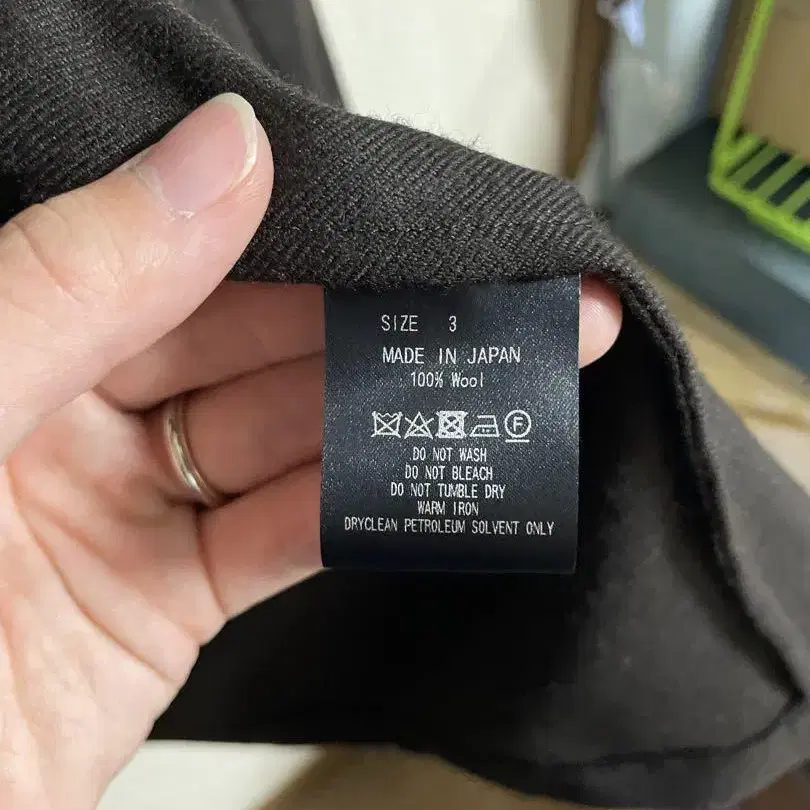 SIZE 3
MADE IN JAPAN
100% Wool
F
DO NOT WASH
DO NOT BLEACH
DO NOT TUMBLE DRY
WARM IRON
DRYCLEAN PETROLEUM SOLVENT ONLY